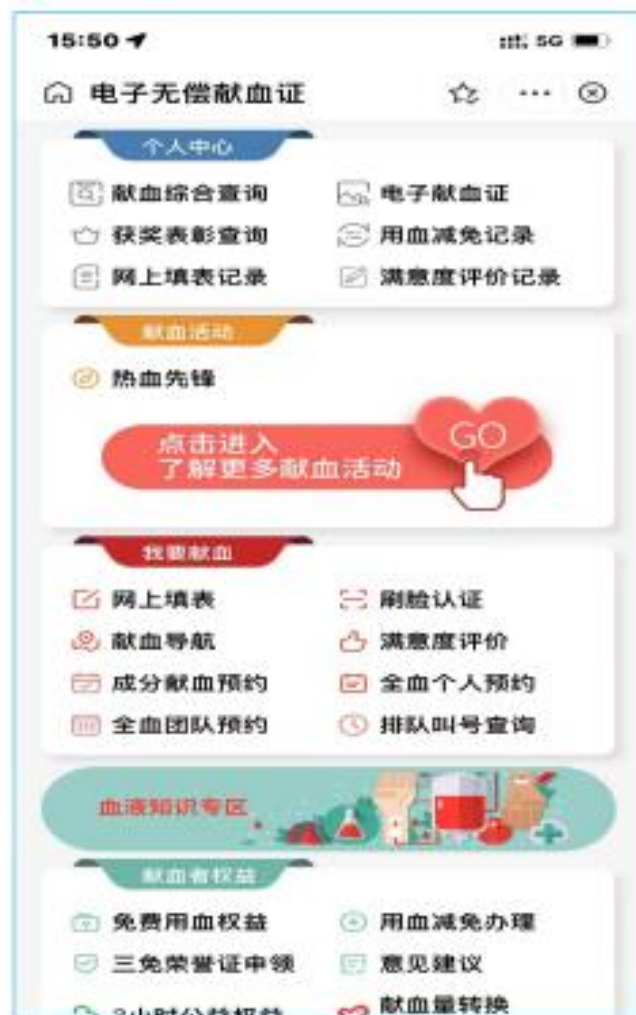 15:50 5G
电子无偿献血证
个人中心
献血综合查询 电子献血证
获奖表彰查询 用血减免记录
网上填表记录 满意度评价记录
献血活动
热血先锋
点击进入
了解更多献血活动
GO
我要献血
网上填表 刷脸认证
献血导航 满意度评价
成分献血预约 全血个人预约
全血团队预约 排队叫号查询
血液知识专区
献血者权益
免费用血权益 用血减免办理
三免荣誉证申领 意见建议
献血量转换